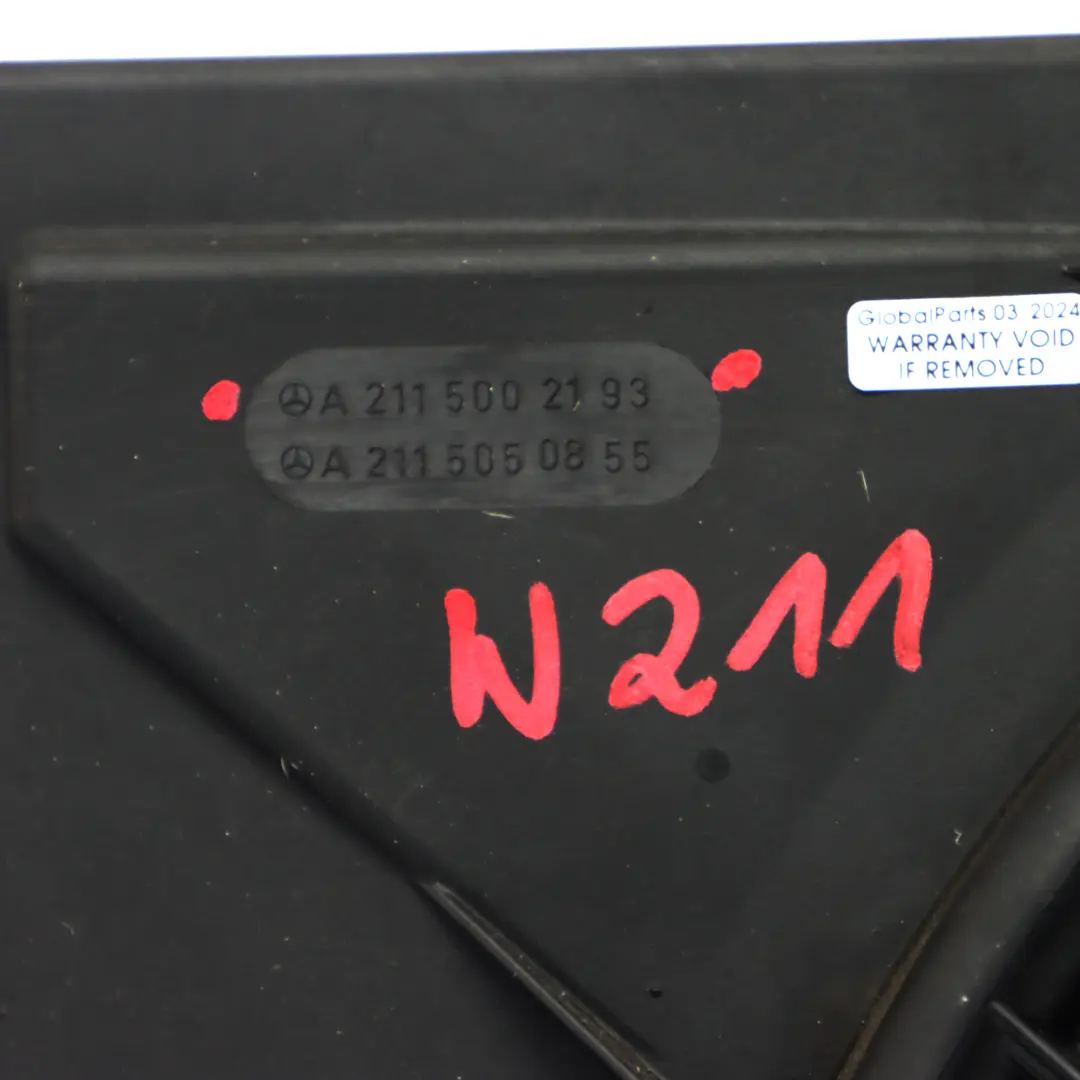 GlobalParts 03 2024
WARRANTY VOID
IF REMOVED
A 211 500 21 93
A 211 505 08 55
W211